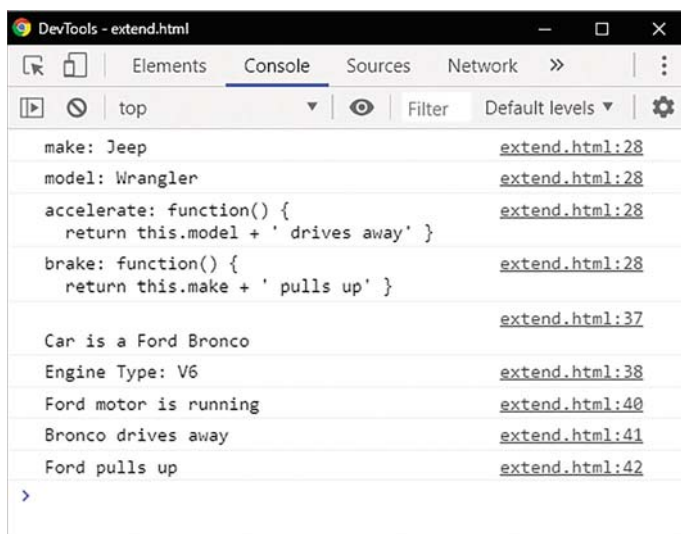 DevTools - extend.html
Elements Console Sources Network »
top Filter Default levels
make: Jeep extend.html:28
model: Wrangler extend.html:28
accelerate: function() { extend.html:28
return this.model + ' drives away' }
brake: function() { extend.html:28
return this.make + ' pulls up' }
extend.html:37
Car is a Ford Bronco
Engine Type: V6 extend.html:38
Ford motor is running extend.html:40
Bronco drives away extend.html:41
Ford pulls up extend.html:42
>